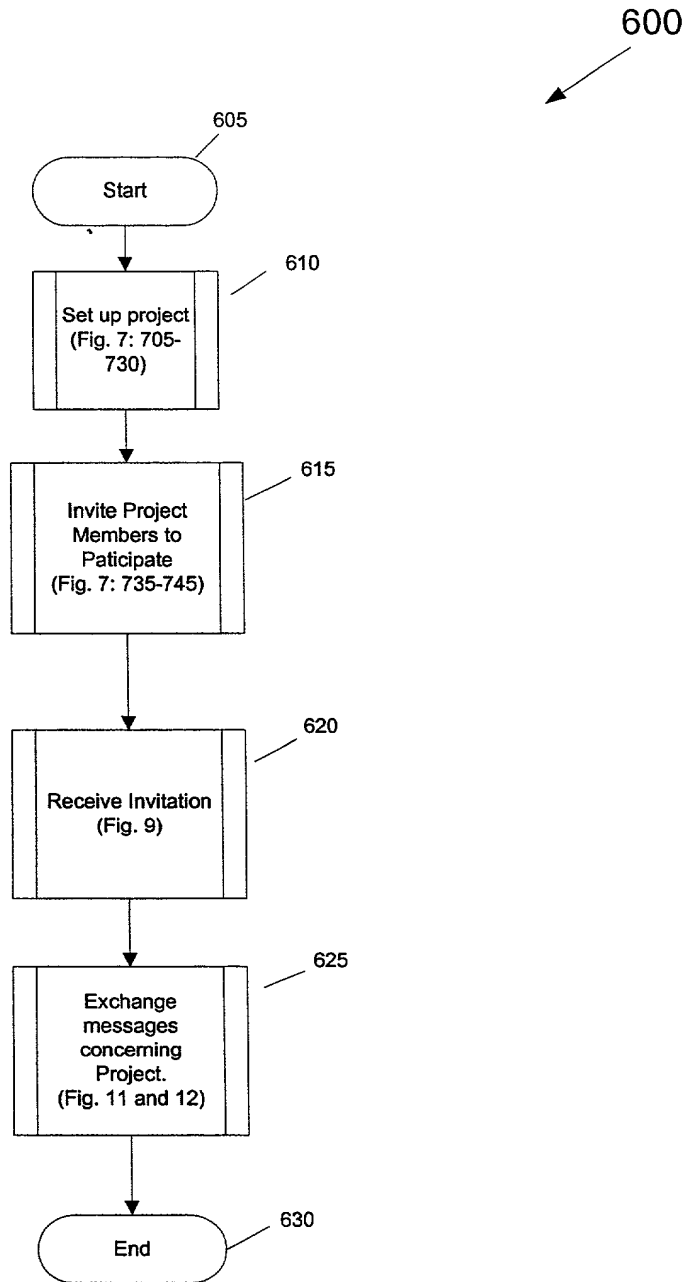 600
605
Start
610
Set up project
(Fig. 7: 705-
730)
615
Invite Project
Members to
Paticipate
(Fig. 7: 735-745)
620
Receive Invitation
(Fig. 9)
625
Exchange
messages
concerning
Project.
(Fig. 11 and 12)
630
End